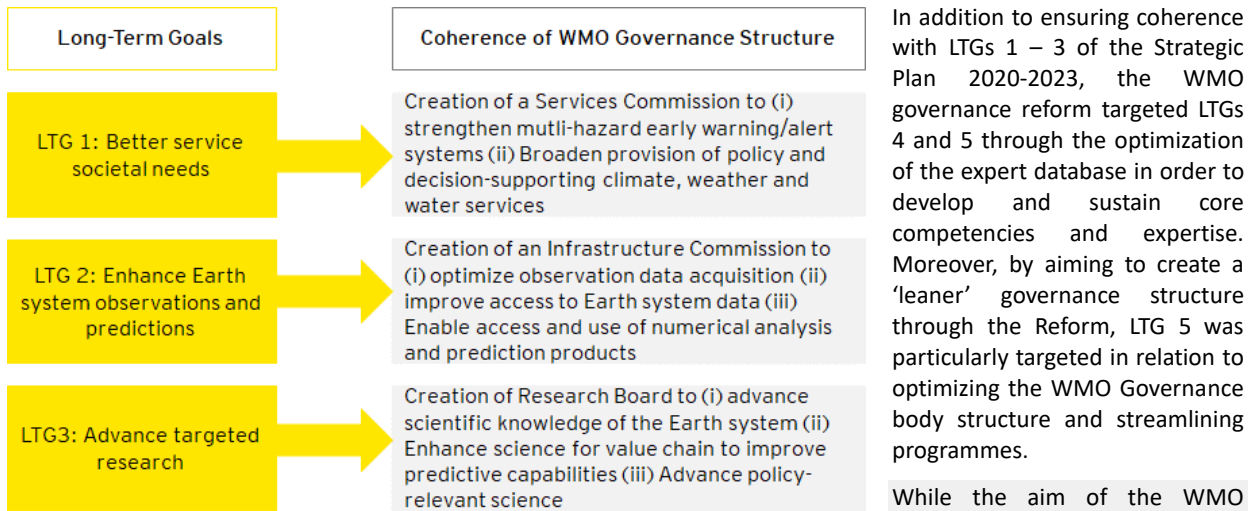 Long-Term Goals
Coherence of WMO Governance Structure
LTG 1: Better service
societal needs
Creation of a Services Commission to (i)
strengthen mutli-hazard early warning/alert
systems (ii) Broaden provision of policy and
decision-supporting climate, weather and
water services
LTG 2: Enhance Earth
system observations and
predictions
Creation of an Infrastructure Commission to
(i) optimize observation data acquisition (ii)
improve access to Earth system data (iii)
Enable access and use of numerical analysis
and prediction products
LTG3: Advance targeted
research
Creation of Research Board to (i) advance
scientific knowledge of the Earth system (ii)
Enhance science for value chain to improve
predictive capabilities (iii) Advance policy-
relevant science
In addition to ensuring coherence
with LTGs 1 – 3 of the Strategic
Plan 2020-2023, the WMO
governance reform targeted LTGs
4 and 5 through the optimization
of the expert database in order to
develop and sustain core
competencies and expertise.
Moreover, by aiming to create a
‘leaner’ governance structure
through the Reform, LTG 5 was
particularly targeted in relation to
optimizing the WMO Governance
body structure and streamlining
programmes.
While the aim of the WMO